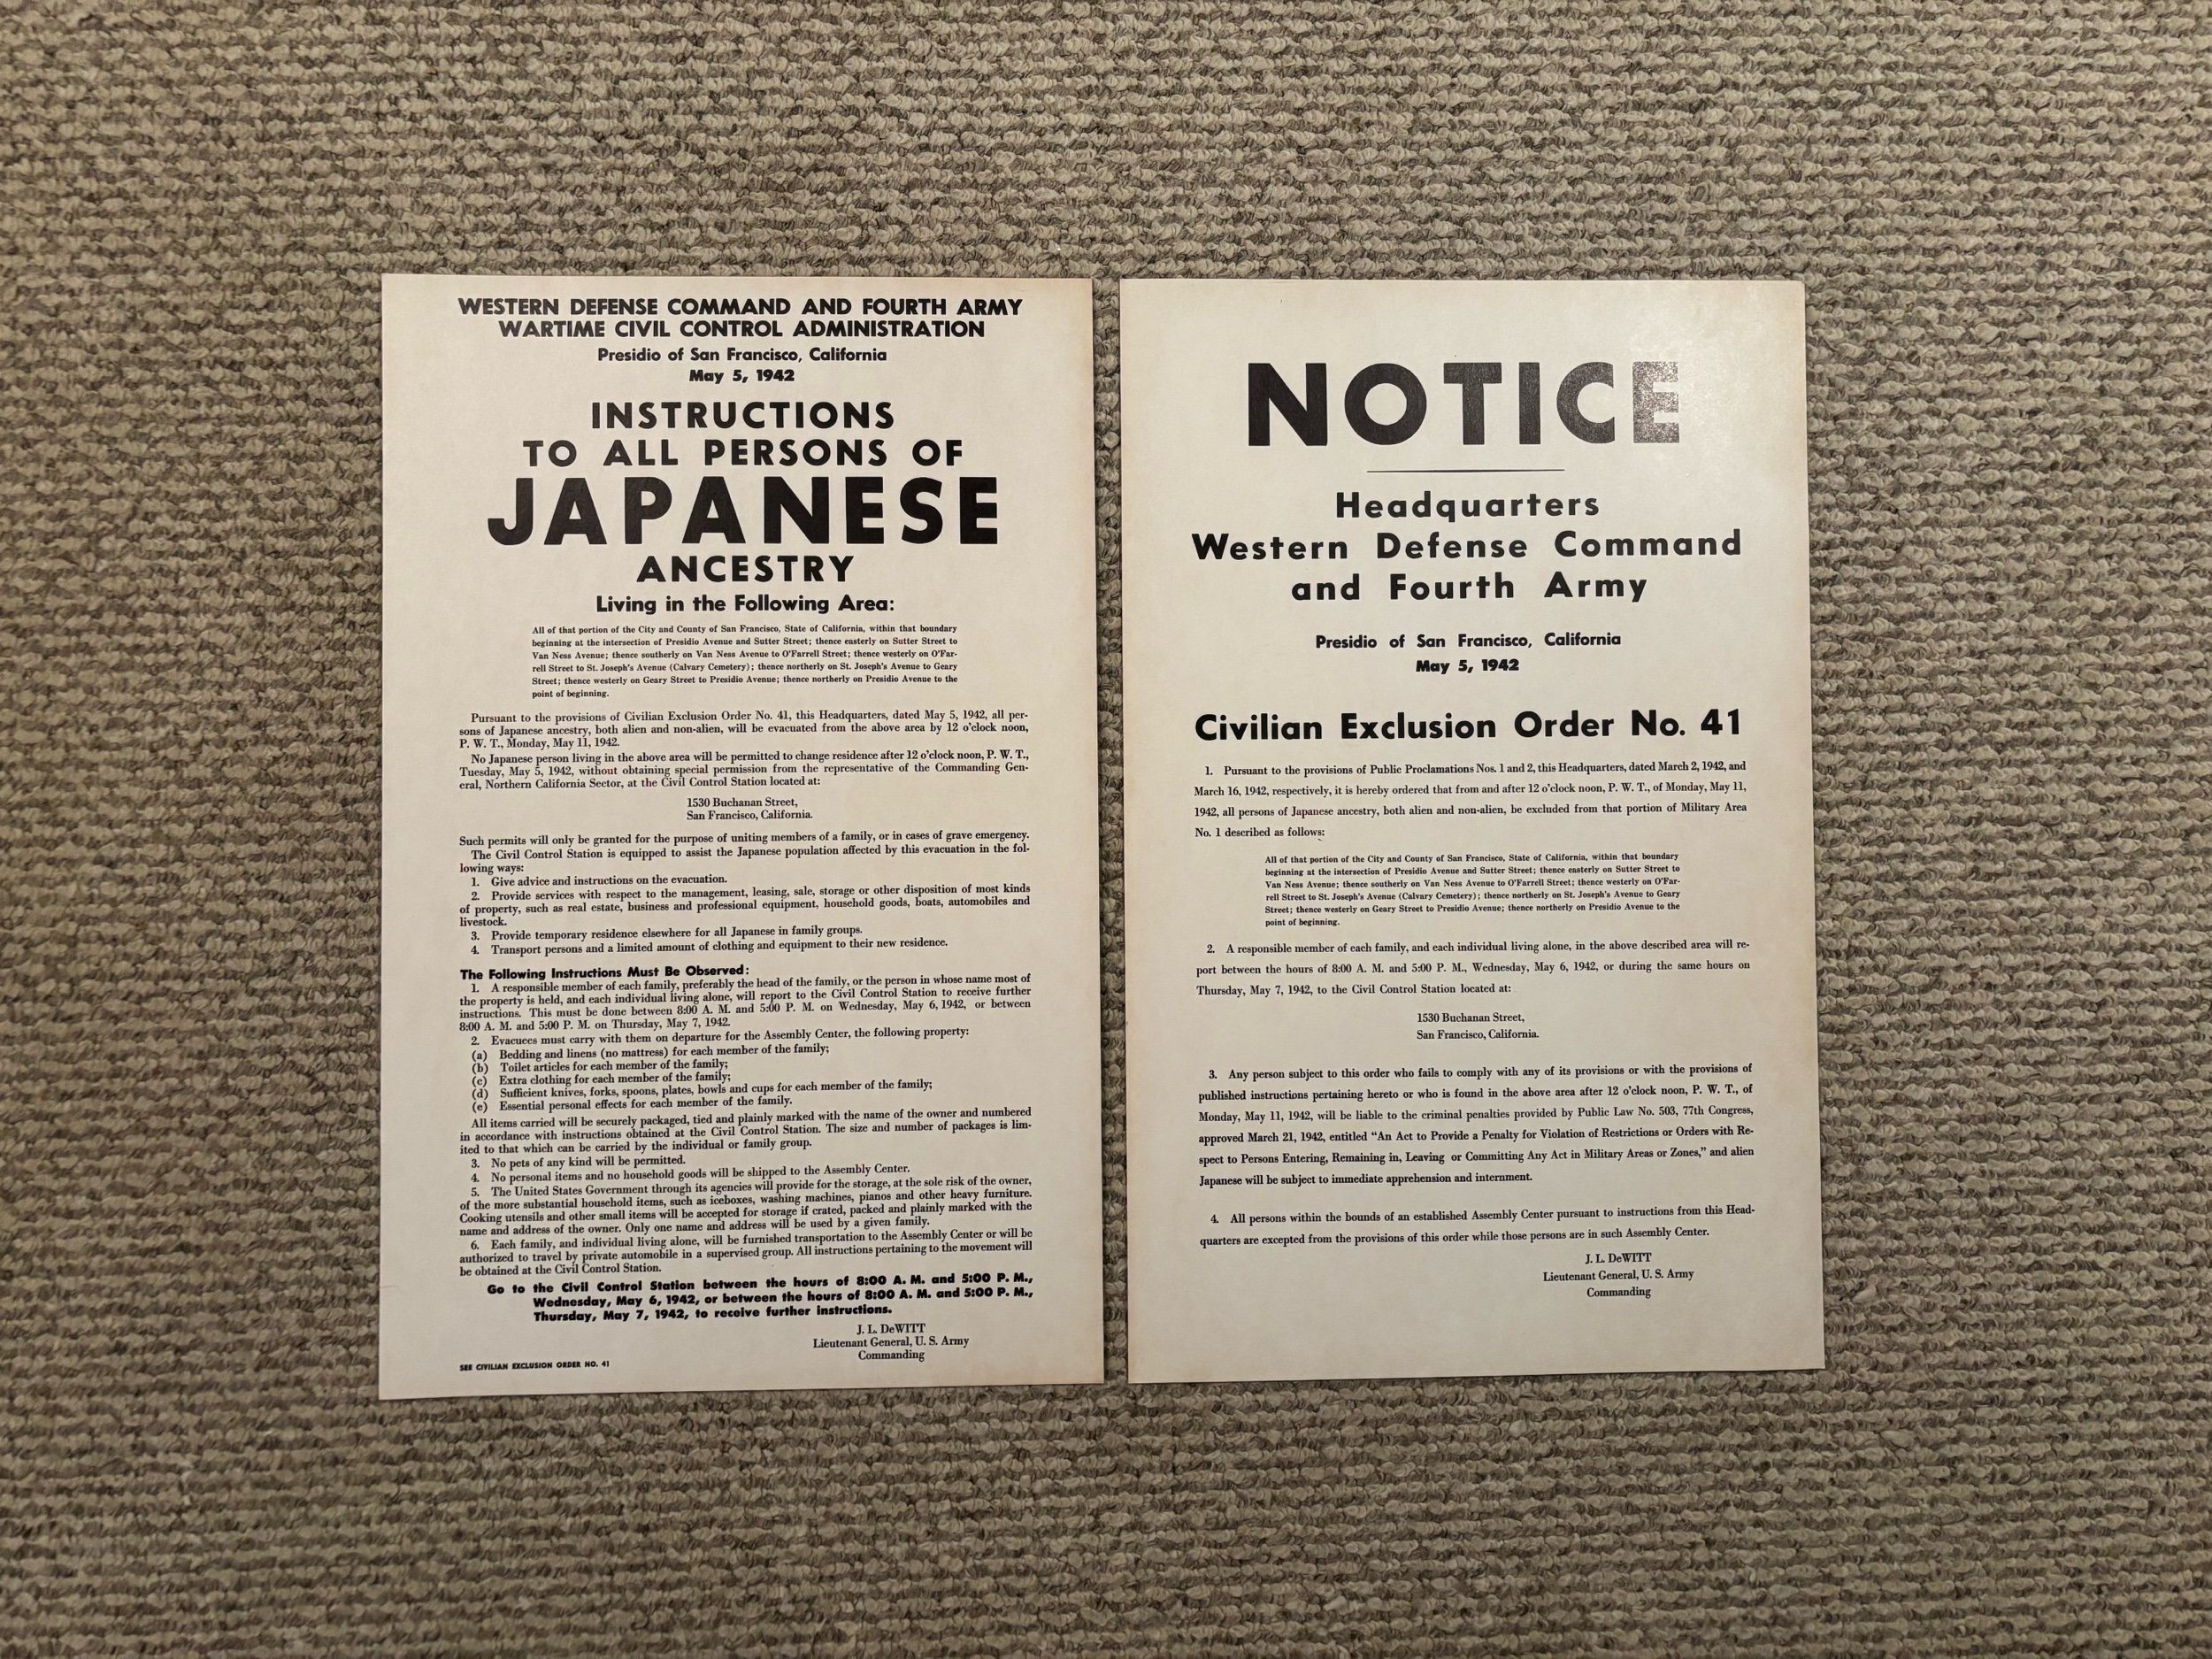 WESTERN DEFENSE COMMAND AND FOURTH ARMY
WARTIME CIVIL CONTROL ADMINISTRATION
Presidio of San Francisco, California
May 5, 1942
INSTRUCTIONS
TO ALL PERSONS OF
JAPANESE
ANCESTRY
Living in the Following Area:
All of that portion of the City and County of San Francisco, State of California, within that boundary
beginning at the intersection of Presidio Avenue and Sutter Street; thence easterly on Sutter Street to
Van Ness Avenue; thence southerly on Van Ness Avenue to O'Farrell Street; thence westerly on O'Far-
rell Street to St. Joseph's Avenue (Calvary Cemetery); thence northerly on St. Joseph's Avenue to Geary
Street; thence westerly on Geary Street to Presidio Avenue; thence northerly on Presidio Avenue to the
point of beginning.
Pursuant to the provisions of Civilian Exclusion Order No. 41, this Headquarters, dated May 5, 1942, all per-
sons of Japanese ancestry, both alien and non-alien, will be evacuated from the above area by 12 o'clock noon,
P. W. T., Monday, May 11, 1942.
No Japanese person living in the above area will be permitted to change residence after 12 o'clock noon, P. W. T.,
Tuesday, May 5, 1942, without obtaining special permission from the representative of the Commanding Gen-
eral, Northern California Sector, at the Civil Control Station located at:
1530 Buchanan Street,
San Francisco, California.
Such permits will only be granted for the purpose of uniting members of a family, or in cases of grave emergency.
The Civil Control Station is equipped to assist the Japanese population affected by this evacuation in the fol-
lowing ways:
1. Give advice and instructions on the evacuation.
2. Provide services with respect to the management, leasing, sale, storage or other disposition of most kinds
of property, such as real estate, business and professional equipment, household goods, boats, automobiles and
livestock.
3. Provide temporary residence elsewhere for all Japanese in family groups.
4. Transport persons and a limited amount of clothing and equipment to their new residence.
The Following Instructions Must Be Observed:
1. A responsible member of each family, preferably the head of the family, or the person in whose name most of
the property is held, and each individual living alone, will report to the Civil Control Station to receive further
instructions. This must be done between 8:00 A. M. and 5:00 P. M. on Wednesday, May 6, 1942, or between
8:00 A. M. and 5:00 P. M. on Thursday, May 7, 1942.
2. Evacuees must carry with them on departure for the Assembly Center, the following property:
(a) Bedding and linens (no mattress) for each member of the family;
(b) Toilet articles for each member of the family;
(c) Extra clothing for each member of the family;
(d) Sufficient knives, forks, spoons, plates, bowls and cups for each member of the family;
(e) Essential personal effects for each member of the family.
All items carried will be securely packaged, tied and plainly marked with the name of the owner and numbered
in accordance with instructions obtained at the Civil Control Station. The size and number of packages is lim-
ited to that which can be carried by the individual or family group.
3. No pets of any kind will be permitted.
4. No personal items and no household goods will be shipped to the Assembly Center.
5. The United States Government through its agencies will provide for the storage, at the sole risk of the owner,
of the more substantial household items, such as iceboxes, washing machines, pianos and other heavy furniture.
Cooking utensils and other small items will be accepted for storage if crated, packed and plainly marked with the
name and address of the owner. Only one name and address will be used by a given family.
6. Each family, and individual living alone, will be furnished transportation to the Assembly Center or will be
authorized to travel by private automobile in a supervised group. All instructions pertaining to the movement will
be obtained at the Civil Control Station.
Go to the Civil Control Station between the hours of 8:00 A. M. and 5:00 P. M.,
Wednesday, May 6, 1942, or between the hours of 8:00 A. M. and 5:00 P. M.,
Thursday, May 7, 1942, to receive further instructions.
J. L. DeWITT
Lieutenant General, U. S. Army
Commanding
SEE CIVILIAN EXCLUSION ORDER NO. 41
NOTICE
Headquarters
Western Defense Command
and Fourth Army
Presidio of San Francisco, California
May 5, 1942
Civilian Exclusion Order No. 41
1. Pursuant to the provisions of Public Proclamations Nos. 1 and 2, this Headquarters, dated March 2, 1942, and
March 16, 1942, respectively, it is hereby ordered that from and after 12 o'clock noon, P. W. T., of Monday, May 11,
1942, all persons of Japanese ancestry, both alien and non-alien, be excluded from that portion of Military Area
No. 1 described as follows:
All of that portion of the City and County of San Francisco, State of California, within that boundary
beginning at the intersection of Presidio Avenue and Sutter Street; thence easterly on Sutter Street to
Van Ness Avenue; thence southerly on Van Ness Avenue to O'Farrell Street; thence westerly on O'Far-
rell Street to St. Joseph's Avenue (Calvary Cemetery); thence northerly on St. Joseph's Avenue to Geary
Street; thence westerly on Geary Street to Presidio Avenue; thence northerly on Presidio Avenue to the
point of beginning.
2. A responsible member of each family, and each individual living alone, in the above described area will re-
port between the hours of 8:00 A. M. and 5:00 P. M., Wednesday, May 6, 1942, or during the same hours on
Thursday, May 7, 1942, to the Civil Control Station located at:
1530 Buchanan Street,
San Francisco, California.
3. Any person subject to this order who fails to comply with any of its provisions or with the provisions of
published instructions pertaining hereto or who is found in the above area after 12 o'clock noon, P. W. T., of
Monday, May 11, 1942, will be liable to the criminal penalties provided by Public Law No. 503, 77th Congress,
approved March 21, 1942, entitled "An Act to Provide a Penalty for Violation of Restrictions or Orders with Re-
spect to Persons Entering, Remaining in, Leaving or Committing Any Act in Military Areas or Zones," and alien
Japanese will be subject to immediate apprehension and internment.
4. All persons within the bounds of an established Assembly Center pursuant to instructions from this Head-
quarters are excepted from the provisions of this order while those persons are in such Assembly Center.
J. L. DeWITT
Lieutenant General, U. S. Army
Commanding